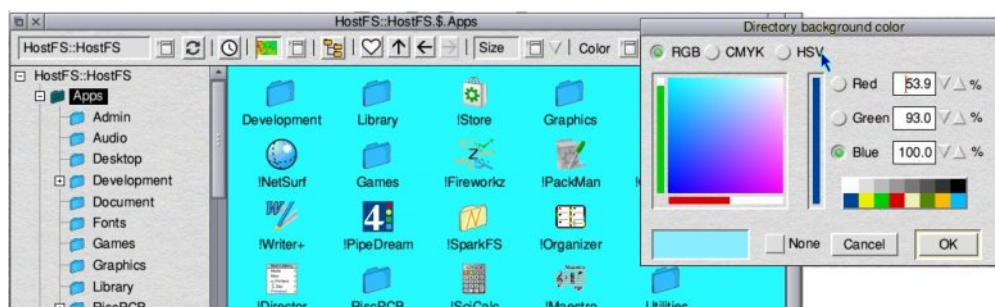 HostFS::HostFS.$.Apps
Directory background color
HostFS::HostFS
Size
Color
RGB
CMYK
HSV
HostFS::HostFS
Apps
Admin
Audio
Desktop
Development
Document
Fonts
Games
Graphics
Library
RiscPCB
Development
Library
!Store
Graphics
!NetSurf
Games
!Fireworkz
!PackMan
!Writer+
!PipeDream
!SparkFS
!Organizer
!Director
RiscPCB
!SciCalc
!Maestro
Utilities
Red
53.9
%
Green
93.0
%
Blue
100.0
%
None
Cancel
OK